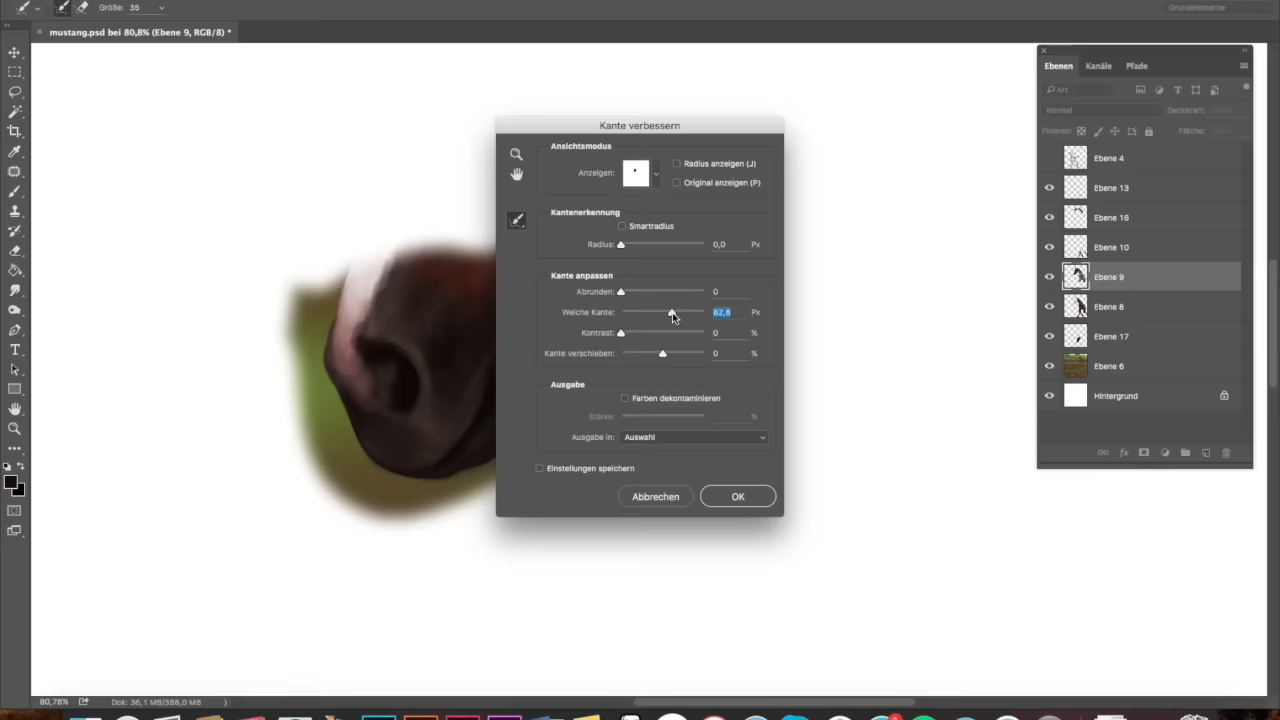 Größe: 35
Grundelemente
mustang.psd bei 80,8% (Ebene 9, RGB/8) *
Kante verbessern
Ansichtsmodus
Anzeigen:
Radius anzeigen (J)
Original anzeigen (P)
Kantenerkennung
Smartradius
Radius: 0,0 Px
Kante anpassen
Abrunden: 0
Weiche Kante: 82,8 Px
Kontrast: 0 %
Kante verschieben: 0 %
Ausgabe
Farben dekontaminieren
Stärke: %
Ausgabe in: Auswahl
Einstellungen speichern
Abbrechen OK
Ebenen Kanäle Pfade
Art
Normal Deckkraft:
Fixieren: Fläche:
Ebene 4
Ebene 13
Ebene 16
Ebene 10
Ebene 9
Ebene 8
Ebene 17
Ebene 6
Hintergrund
80,78% Dok: 36,1 MB/388,0 MB